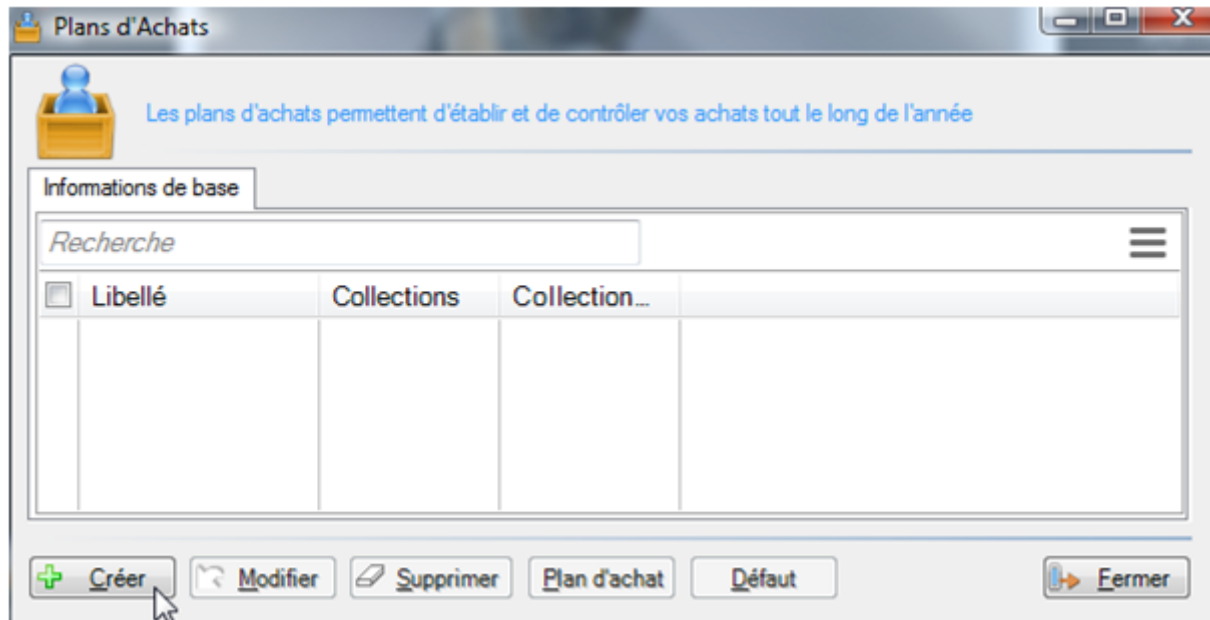 Plans d'Achats
Les plans d'achats permettent d'établir et de contrôler vos achats tout le long de l'année
Informations de base
Recherche
Libellé Collections Collection...
Créer Modifier Supprimer Plan d'achat Défaut Fermer